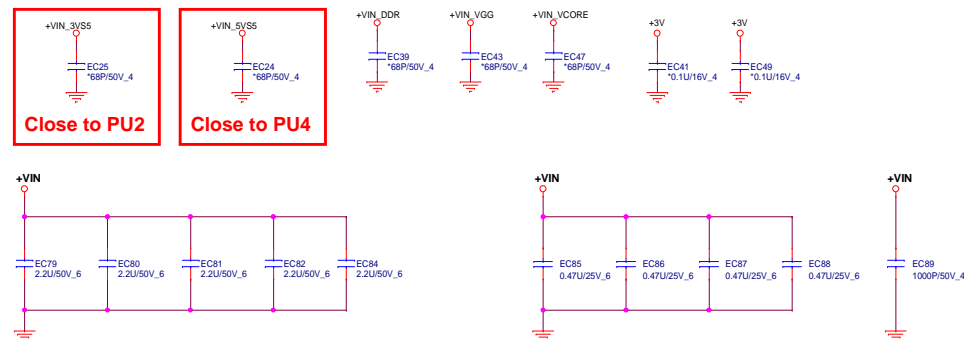 +VIN_3VS5
EC25
*68P/50V_4
Close to PU2
+VIN_5VS5
EC24
*68P/50V_4
Close to PU4
+VIN_DDR
EC39
*68P/50V_4
+VIN_VGG
EC43
*68P/50V_4
+VIN_VCORE
EC47
*68P/50V_4
+3V
EC41
*0.1U/16V_4
+3V
EC49
*0.1U/16V_4
+VIN
EC79
2.2U/50V_6
EC80
2.2U/50V_6
EC81
2.2U/50V_6
EC82
2.2U/50V_6
EC84
2.2U/50V_6
+VIN
EC85
0.47U/25V_6
EC86
0.47U/25V_6
EC87
0.47U/25V_6
EC88
0.47U/25V_6
+VIN
EC89
1000P/50V_4